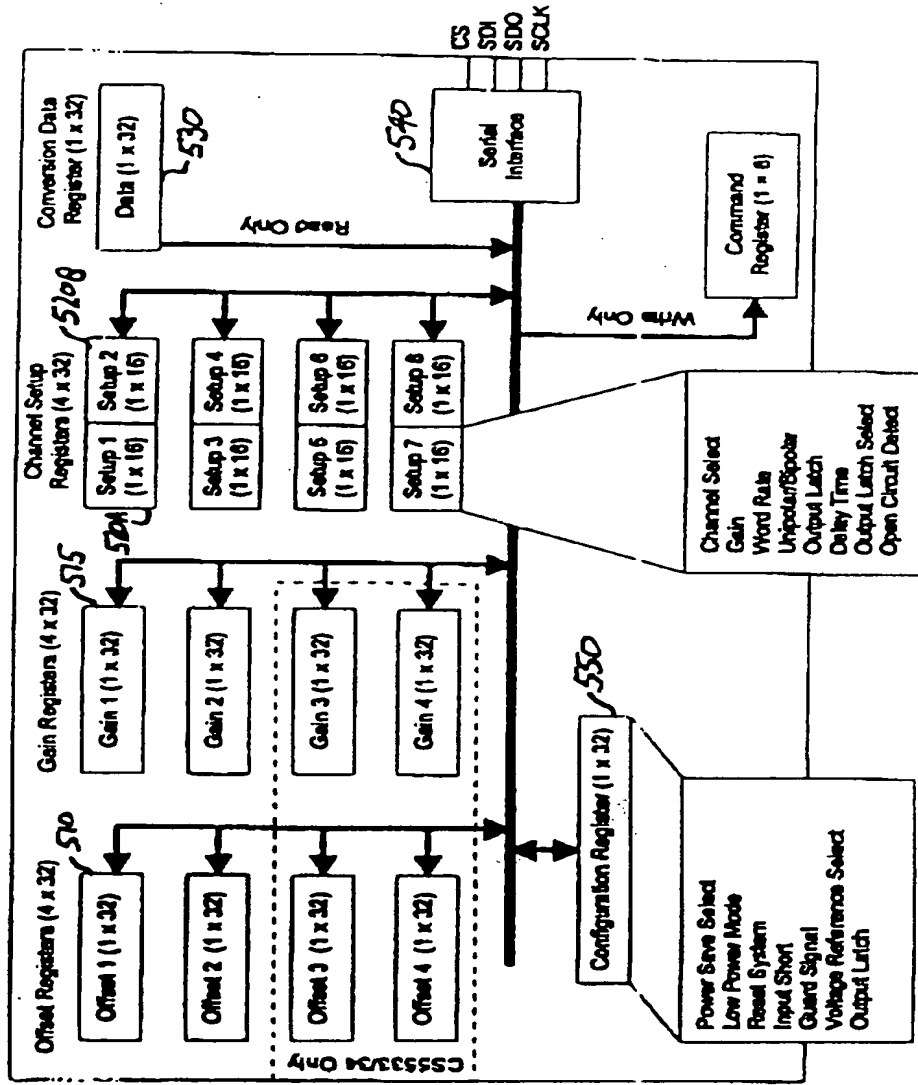 Offset Registers (4 x 32)
510
Offset 1 (1 x 32)
Offset 2 (1 x 32)
Offset 3 (1 x 32)
Offset 4 (1 x 32)
CS5533/34 Only
Gain Registers (4 x 32)
515
Gain 1 (1 x 32)
Gain 2 (1 x 32)
Gain 3 (1 x 32)
Gain 4 (1 x 32)
Channel Setup
Registers (4 x 32)
520A
520B
Setup 1
(1 x 16)
Setup 2
(1 x 16)
Setup 3
(1 x 16)
Setup 4
(1 x 16)
Setup 5
(1 x 16)
Setup 6
(1 x 16)
Setup 7
(1 x 16)
Setup 8
(1 x 16)
Conversion Data
Register (1 x 32)
Data (1 x 32)
530
Read Only
Serial
Interface
540
CS
SDI
SDO
SCLK
Write Only
Command
Register (1 x 8)
Configuration Register (1 x 32)
550
Power Save Select
Low Power Mode
Reset System
Input Short
Guard Signal
Voltage Reference Select
Output Latch
Channel Select
Gain
Word Rate
Unipolar/Bipolar
Output Latch
Delay Time
Output Latch Select
Open Circuit Detect